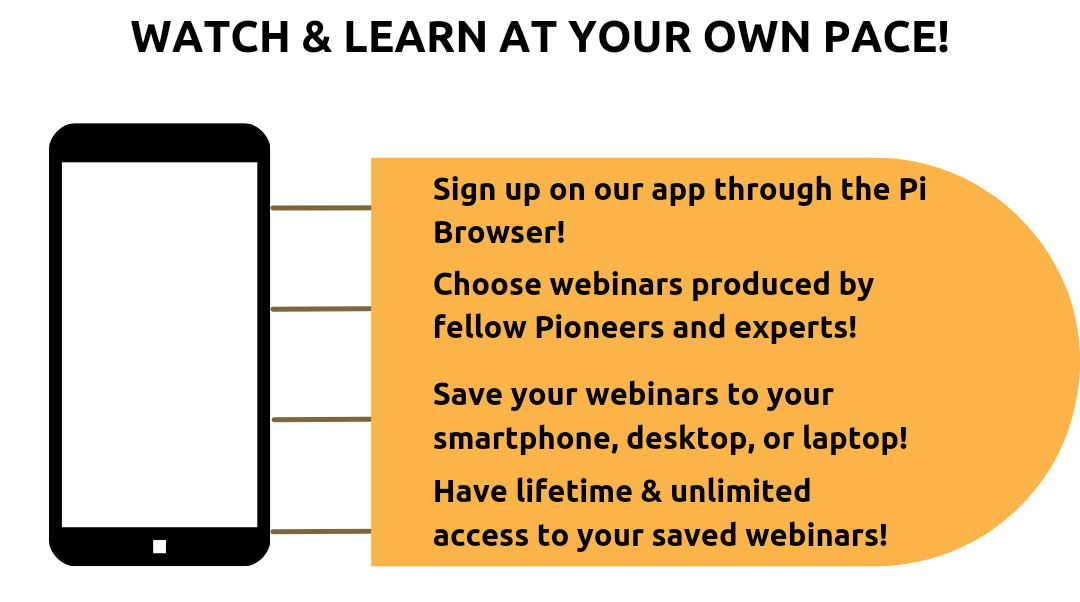 WATCH & LEARN AT YOUR OWN PACE!
Sign up on our app through the Pi
Browser!
Choose webinars produced by
fellow Pioneers and experts!
Save your webinars to your
smartphone, desktop, or laptop!
Have lifetime & unlimited
access to your saved webinars!